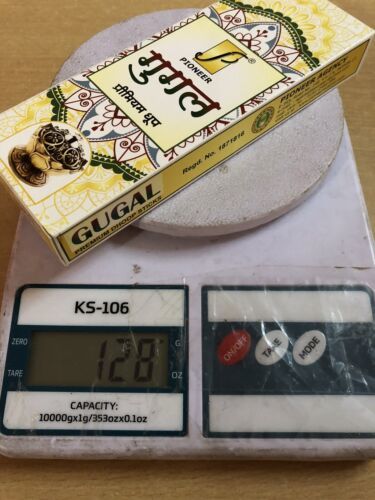 PIONEER
®
गुगल
प्रीमियम धूप
PIONEER AGENCY
Regd. No. 1871816
GUGAL
PREMIUM DHOOP STICKS
KS-106
ZERO
TARE
128
G
OZ
CAPACITY:
10000gx1g/353ozx0.1oz
ON/OFF
TARE
MODE